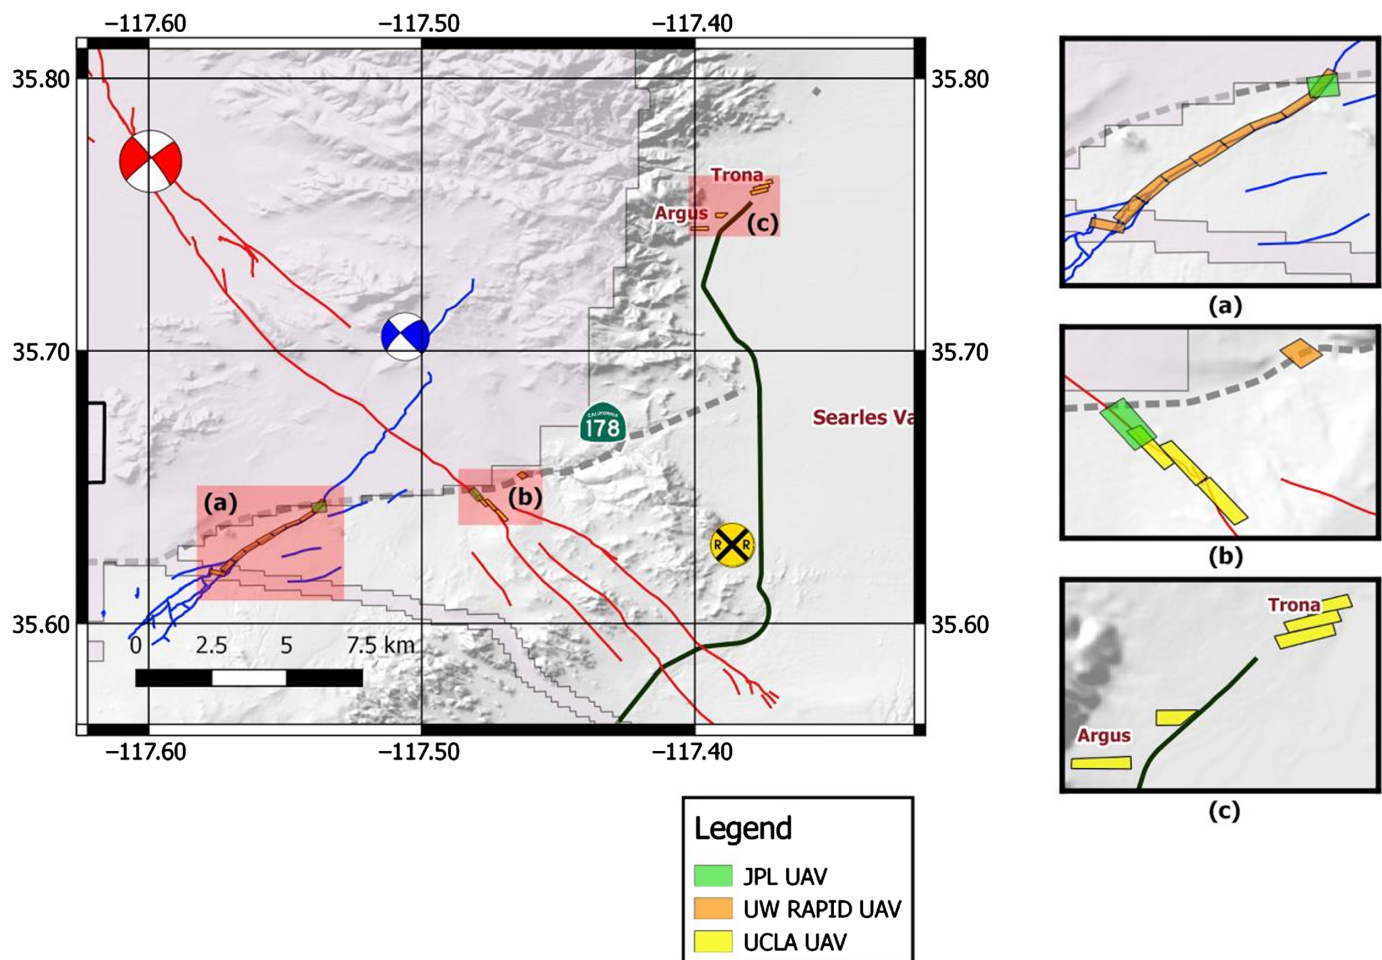 −117.60 −117.50 −117.40
35.80 35.80
Trona
Argus
(c)
35.70 35.70
CALIFORNIA
178
Searles Va
(a)
(b)
R R
35.60 35.60
0 2.5 5 7.5 km
−117.60 −117.50 −117.40
(a)
(b)
Trona
Argus
(c)
Legend
JPL UAV
UW RAPID UAV
UCLA UAV